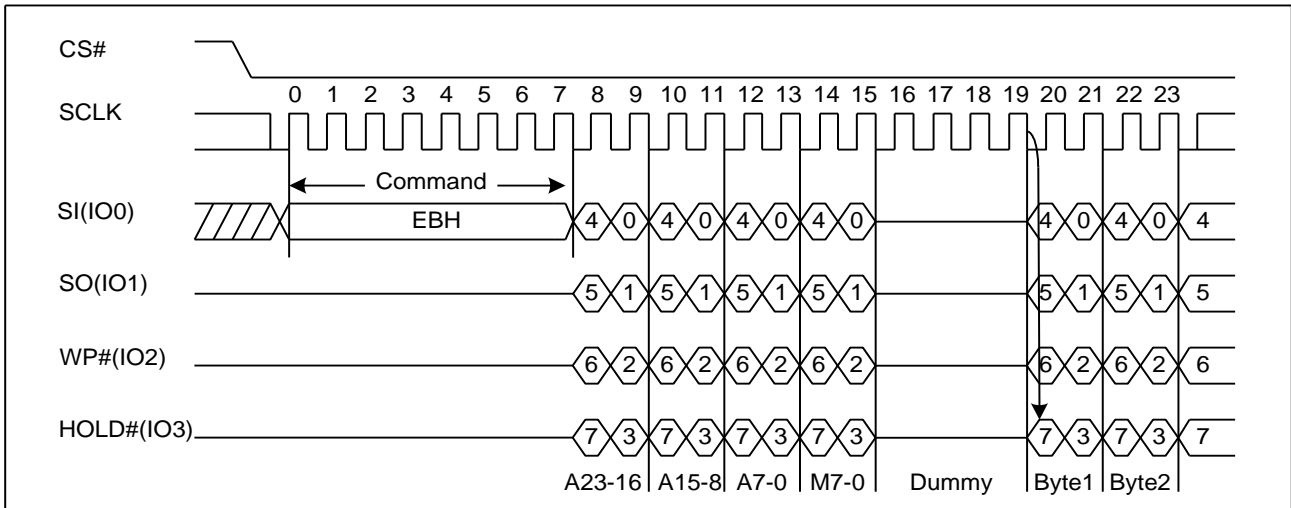 CS#
0 1 2 3 4 5 6 7 8 9 10 11 12 13 14 15 16 17 18 19 20 21 22 23
SCLK
Command
SI(IO0)
EBH 4 0 4 0 4 0 4 0 4 0 4 0 4
SO(IO1)
5 1 5 1 5 1 5 1 5 1 5 1 5
WP#(IO2)
6 2 6 2 6 2 6 2 6 2 6 2 6
HOLD#(IO3)
7 3 7 3 7 3 7 3 7 3 7 3 7
A23-16 A15-8 A7-0 M7-0 Dummy Byte1 Byte2